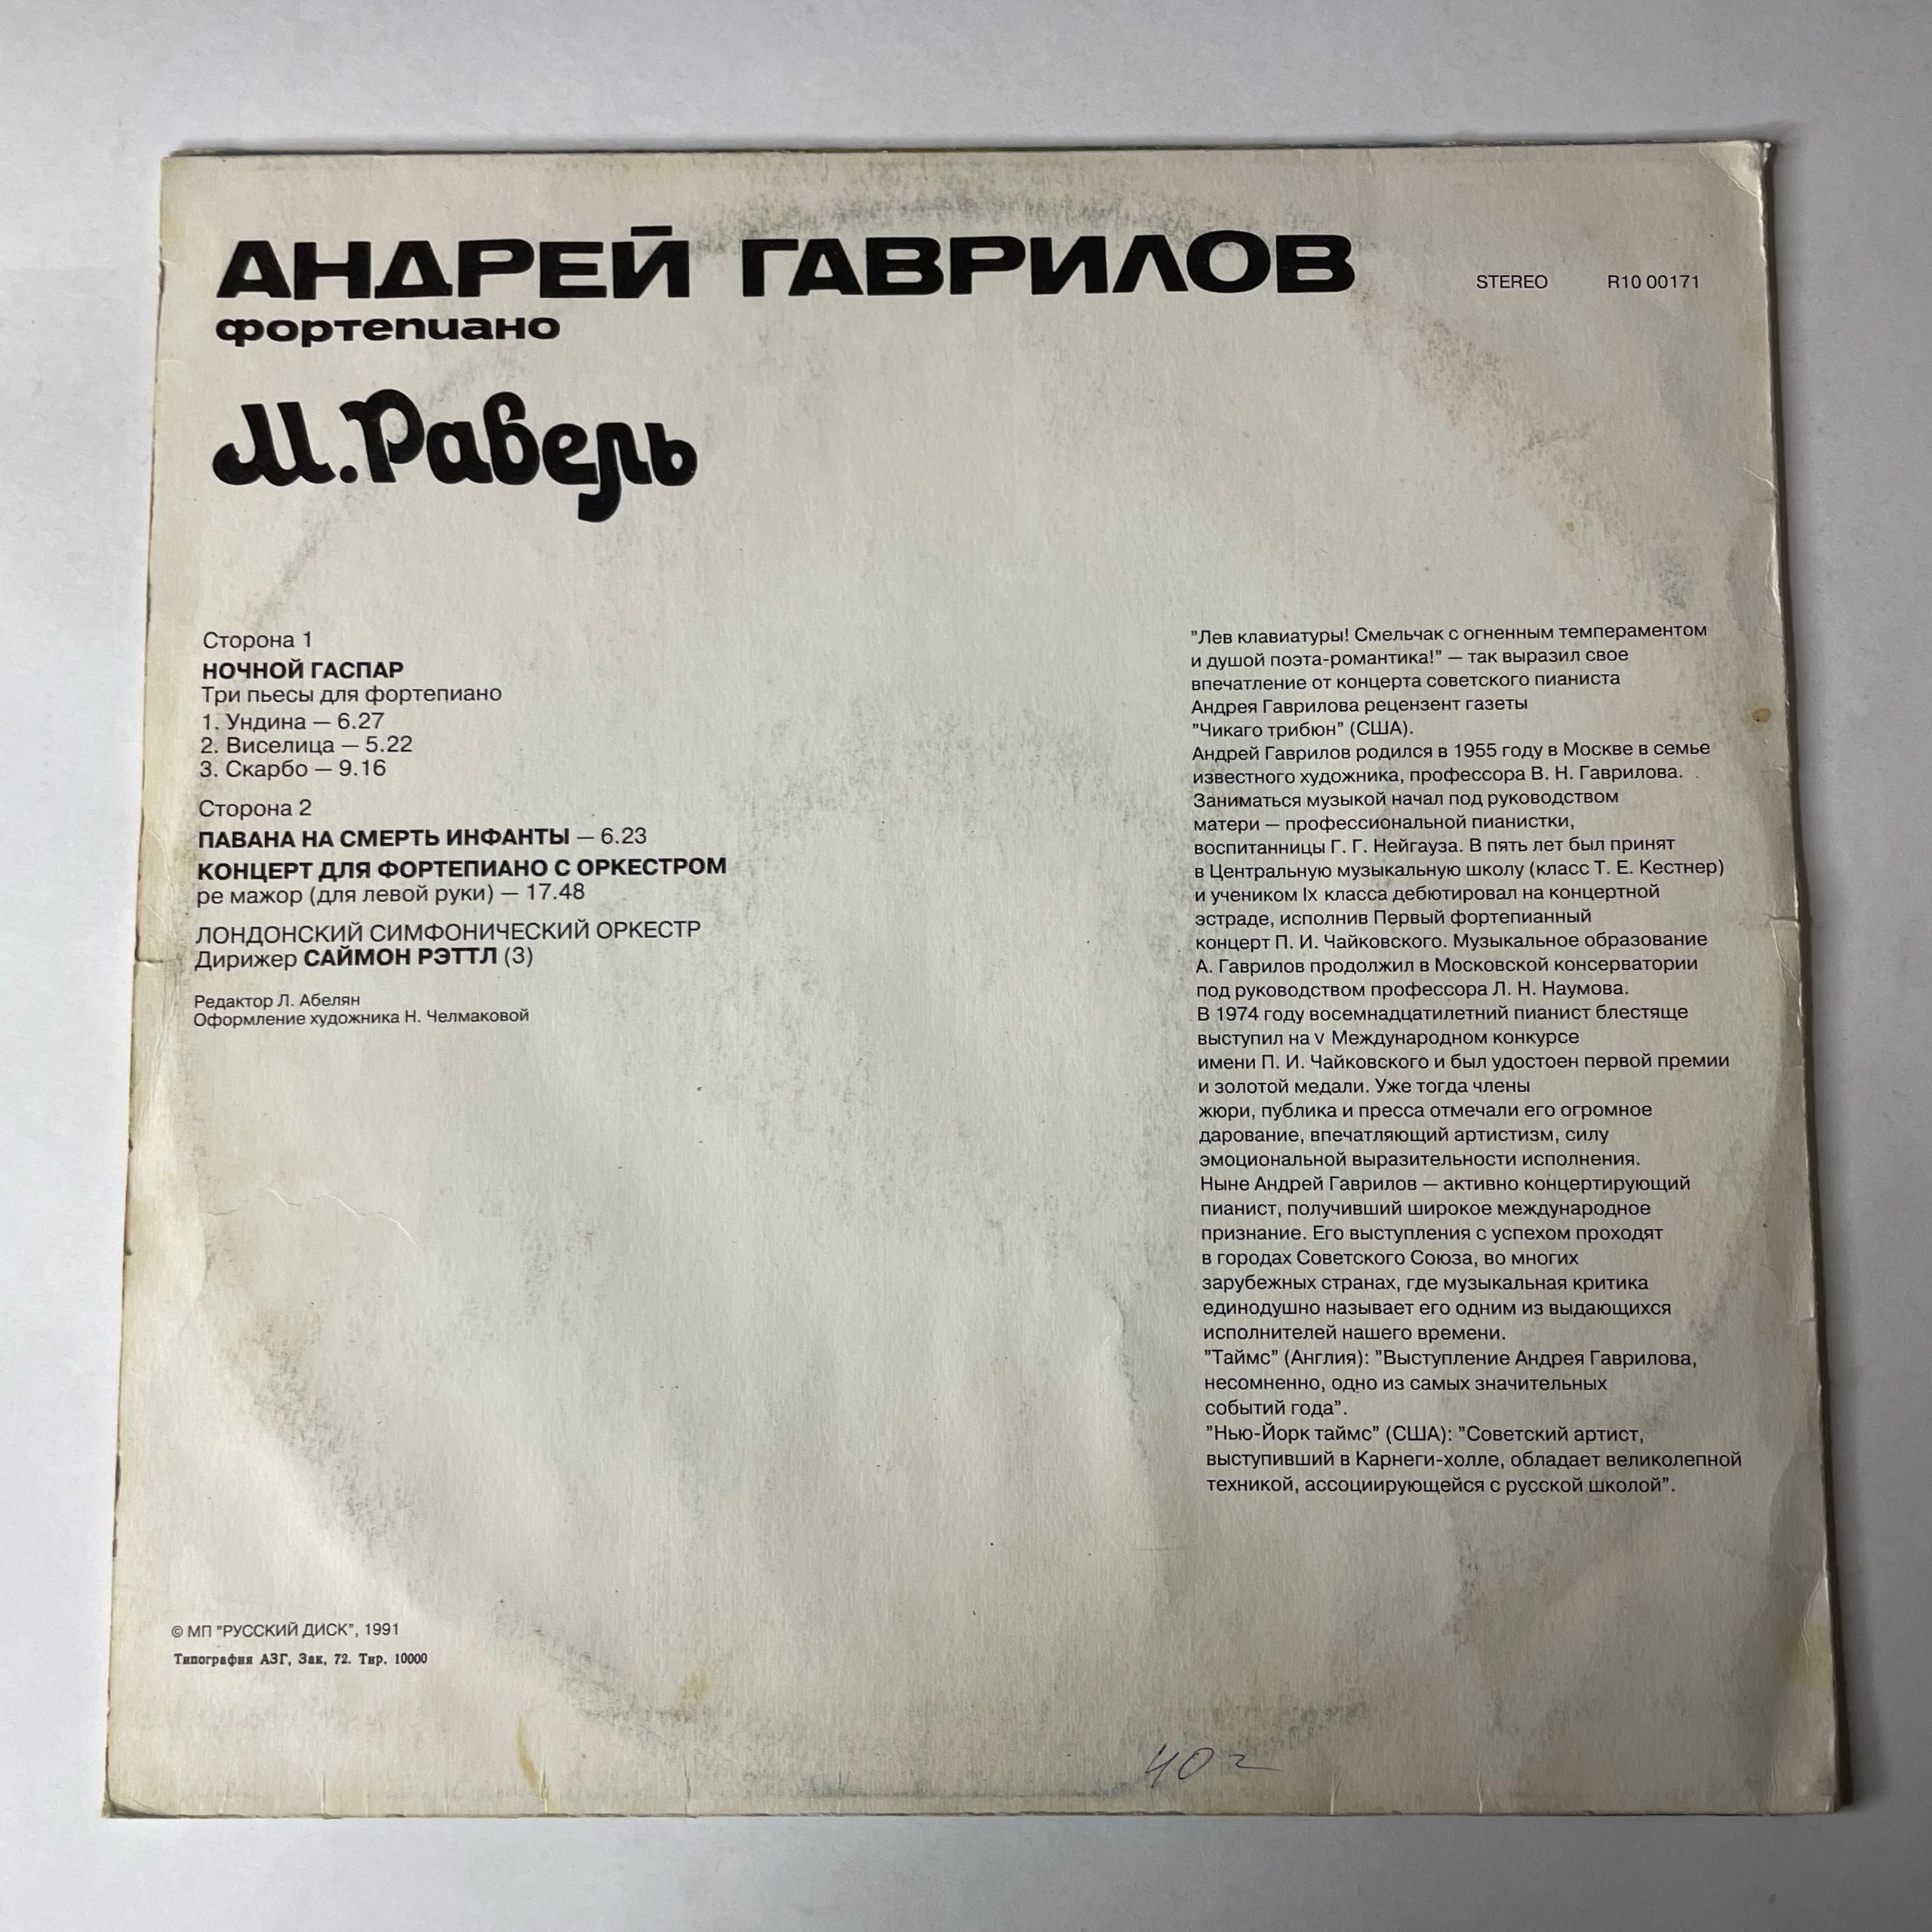 АНДРЕЙ ГАВРИЛОВ
фортепиано
STEREO R10 00171
М. Равель
Сторона 1
НОЧНОЙ ГАСПАР
Три пьесы для фортепиано
1. Ундина — 6.27
2. Виселица — 5.22
3. Скарбо — 9.16
Сторона 2
ПАВАНА НА СМЕРТЬ ИНФАНТЫ — 6.23
КОНЦЕРТ ДЛЯ ФОРТЕПИАНО С ОРКЕСТРОМ
ре мажор (для левой руки) — 17.48
ЛОНДОНСКИЙ СИМФОНИЧЕСКИЙ ОРКЕСТР
Дирижер САЙМОН РЭТТЛ (3)
Редактор Л. Абелян
Оформление художника Н. Челмаковой
"Лев клавиатуры! Смельчак с огненным темпераментом
и душой поэта-романтика!" — так выразил свое
впечатление от концерта советского пианиста
Андрея Гаврилова рецензент газеты
"Чикаго трибюн" (США).
Андрей Гаврилов родился в 1955 году в Москве в семье
известного художника, профессора В. Н. Гаврилова.
Заниматься музыкой начал под руководством
матери — профессиональной пианистки,
воспитанницы Г. Г. Нейгауза. В пять лет был принят
в Центральную музыкальную школу (класс Т. Е. Кестнер)
и учеником Iх класса дебютировал на концертной
эстраде, исполнив Первый фортепианный
концерт П. И. Чайковского. Музыкальное образование
А. Гаврилов продолжил в Московской консерватории
под руководством профессора Л. Н. Наумова.
В 1974 году восемнадцатилетний пианист блестяще
выступил на v Международном конкурсе
имени П. И. Чайковского и был удостоен первой премии
и золотой медали. Уже тогда члены
жюри, публика и пресса отмечали его огромное
дарование, впечатляющий артистизм, силу
эмоциональной выразительности исполнения.
Ныне Андрей Гаврилов — активно концертирующий
пианист, получивший широкое международное
признание. Его выступления с успехом проходят
в городах Советского Союза, во многих
зарубежных странах, где музыкальная критика
единодушно называет его одним из выдающихся
исполнителей нашего времени.
"Таймс" (Англия): "Выступление Андрея Гаврилова,
несомненно, одно из самых значительных
событий года".
"Нью-Йорк таймс" (США): "Советский артист,
выступивший в Карнеги-холле, обладает великолепной
техникой, ассоциирующейся с русской школой".
© МП "РУССКИЙ ДИСК", 1991
Типография АЗГ, Зак, 72. Тир. 10000
40